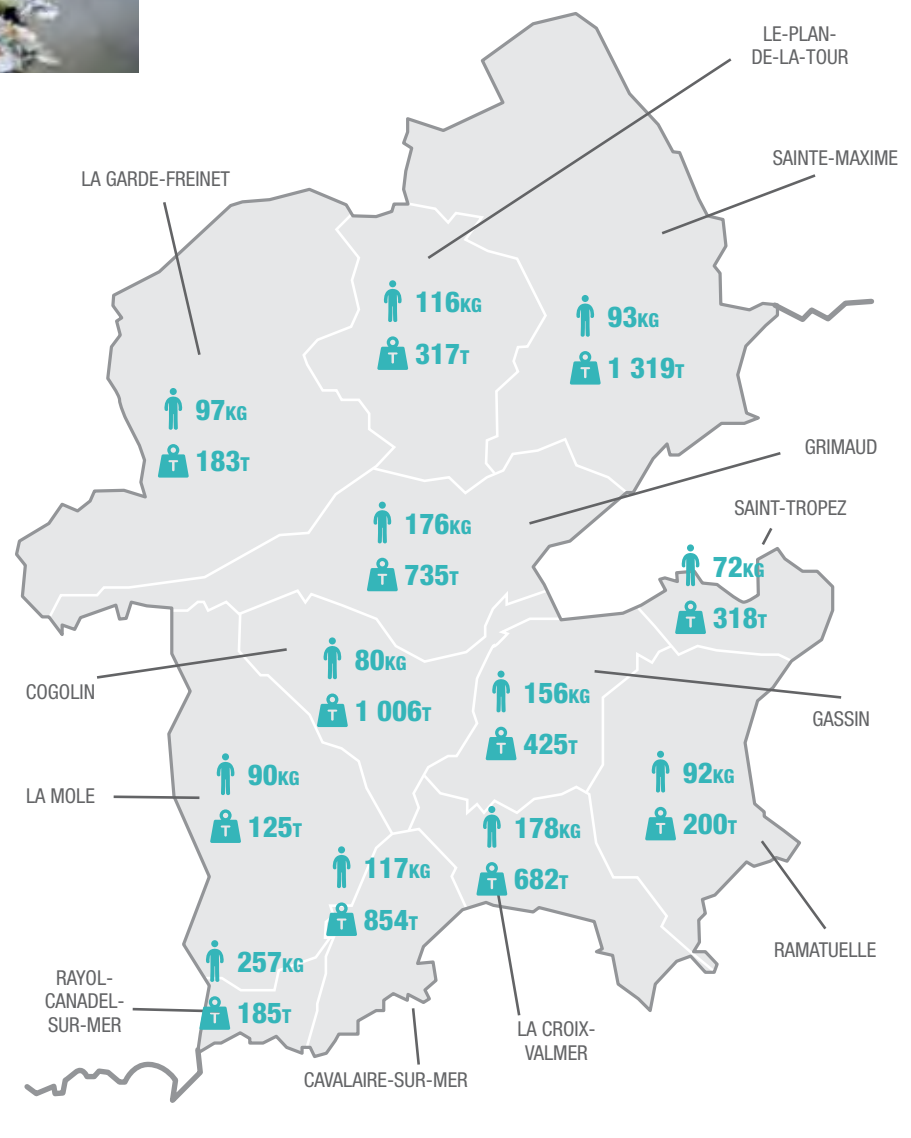 LE-PLAN-
DE-LA-TOUR
SAINTE-MAXIME
LA GARDE-FREINET
116KG
T 317T
93KG
T 1 319T
97KG
T 183T
GRIMAUD
SAINT-TROPEZ
176KG
T 735T
72KG
T 318T
COGOLIN
80KG
T 1 006T
156KG
T 425T
GASSIN
LA MOLE
90KG
T 125T
92KG
T 200T
178KG
T 682T
117KG
T 854T
RAMATUELLE
257KG
T 185T
RAYOL-
CANADEL-
SUR-MER
LA CROIX-
VALMER
CAVALAIRE-SUR-MER